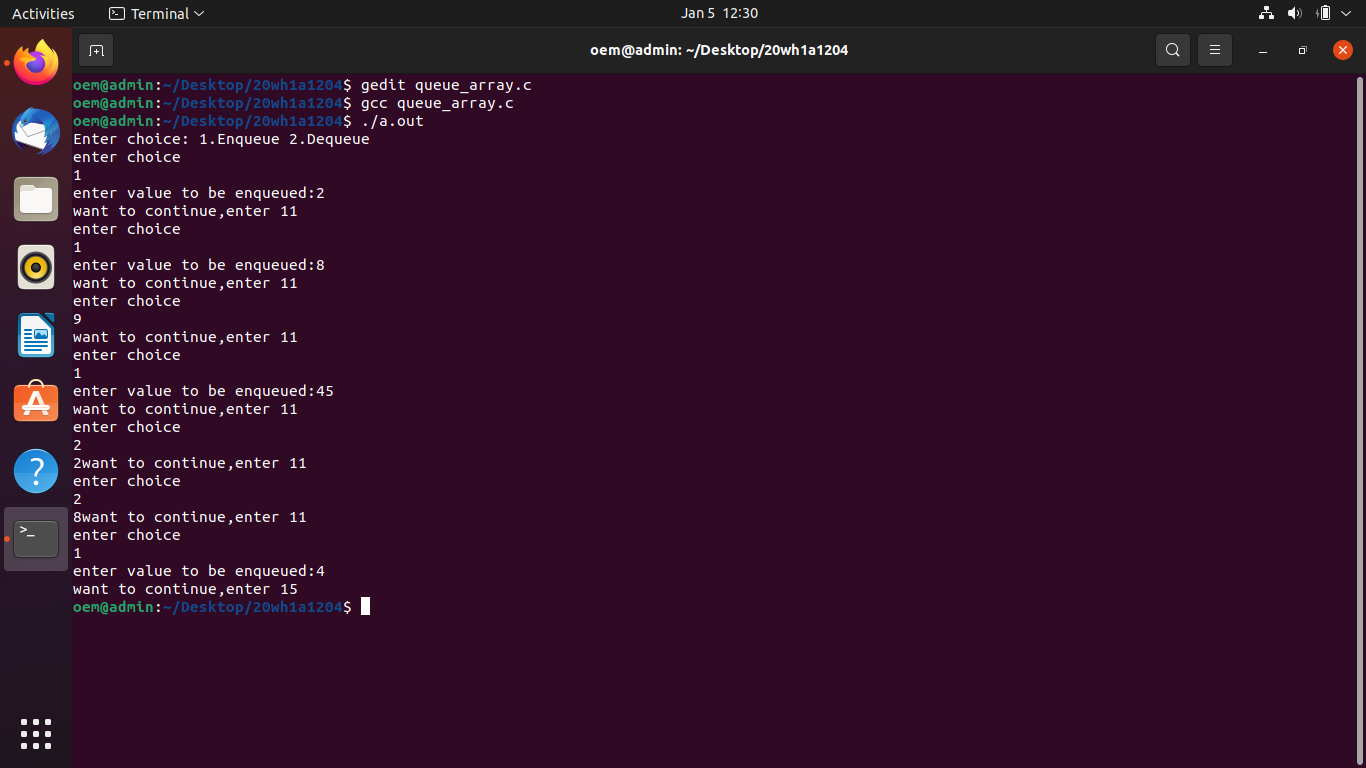 Activities
Terminal
Jan 5 12:30
oem@admin: ~/Desktop/20wh1a1204
oem@admin:~/Desktop/20wh1a1204$ gedit queue_array.c
oem@admin:~/Desktop/20wh1a1204$ gcc queue_array.c
oem@admin:~/Desktop/20wh1a1204$ ./a.out
Enter choice: 1.Enqueue 2.Dequeue
enter choice
1
enter value to be enqueued:2
want to continue,enter 11
enter choice
1
enter value to be enqueued:8
want to continue,enter 11
enter choice
9
want to continue,enter 11
enter choice
1
enter value to be enqueued:45
want to continue,enter 11
enter choice
2
2want to continue,enter 11
enter choice
2
8want to continue,enter 11
enter choice
1
enter value to be enqueued:4
want to continue,enter 15
oem@admin:~/Desktop/20wh1a1204$